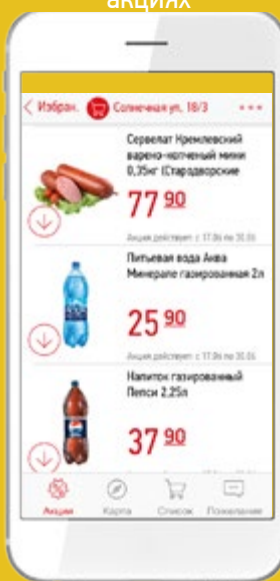 акциях
Избран.
Солнечная ул. 18/3
Сервелат Кремлевский
варено-копченый мини
0,35кг (Стародворские
77 90
Акция действует с 17.06 по 30.06
Питьевая вода Аква
Минерале газированная 2л
25 90
Акция действует с 17.06 по 30.06
Напиток газированный
Пепси 2,25л
37 90
Акции
Карта
Список
Пожелания